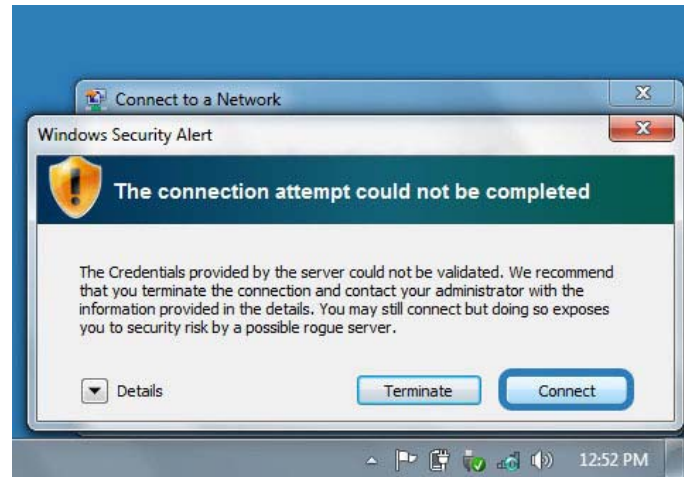 Connect to a Network
Windows Security Alert
The connection attempt could not be completed
The Credentials provided by the server could not be validated. We recommend
that you terminate the connection and contact your administrator with the
information provided in the details. You may still connect but doing so exposes
you to security risk by a possible rogue server.
Details
Terminate
Connect
12:52 PM